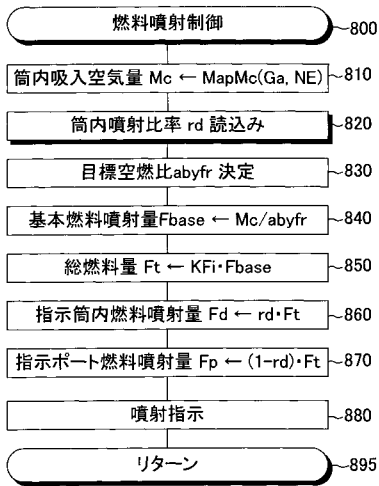 燃料噴射制御
800
筒内吸入空気量 Mc ← MapMc(Ga, NE)
810
筒内噴射比率 rd 読込み
820
目標空燃比abyfr 決定
830
基本燃料噴射量Fbase ← Mc/abyfr
840
総燃料量 Ft ← KFi・Fbase
850
指示筒内燃料噴射量 Fd ← rd・Ft
860
指示ポート燃料噴射量 Fp ← (1-rd)・Ft
870
噴射指示
880
リターン
895